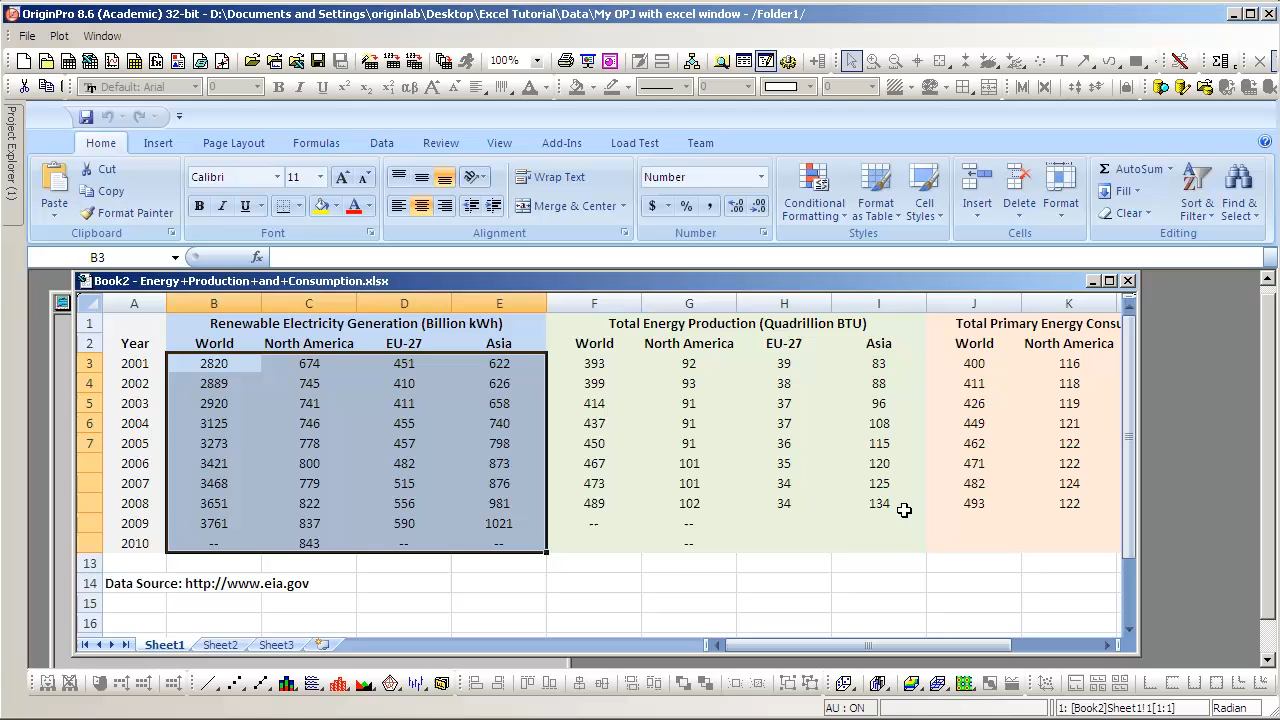 OriginPro 8.6 (Academic) 32-bit - D:\Documents and Settings\originlab\Desktop\Excel Tutorial\Data\My OPJ with excel window - /Folder1/
File Plot Window
100%
Default: Arial 0 B I U x² x₂ αβ A 0 0 T
Project Explorer (1)
Home Insert Page Layout Formulas Data Review View Add-Ins Load Test Team
Paste Cut Calibri 11 A A Wrap Text Number Conditional Formatting Format as Table Cell Styles Insert Delete Format Σ AutoSum Sort & Filter Find & Select
Copy Fill
Format Painter B I U A Merge & Center $ % , Clear
Clipboard Font Alignment Number Styles Cells Editing
B3 fx
Book2 - Energy+Production+and+Consumption.xlsx
A B C D E F G H I J K
1 Renewable Electricity Generation (Billion kWh) Total Energy Production (Quadrillion BTU) Total Primary Energy Consu
2 Year World North America EU-27 Asia World North America EU-27 Asia World North America
3 2001 2820 674 451 622 393 92 39 83 400 116
4 2002 2889 745 410 626 399 93 38 88 411 118
5 2003 2920 741 411 658 414 91 37 96 426 119
6 2004 3125 746 455 740 437 91 37 108 449 121
7 2005 3273 778 457 798 450 91 36 115 462 122
2006 3421 800 482 873 467 101 35 120 471 122
2007 3468 779 515 876 473 101 34 125 482 124
2008 3651 822 556 981 489 102 34 134 493 122
2009 3761 837 590 1021 -- --
2010 -- 843 -- -- --
13
14 Data Source: http://www.eia.gov
15
16
Sheet1 Sheet2 Sheet3
AU : ON 1: [Book2]Sheet1!1[1:1] Radian